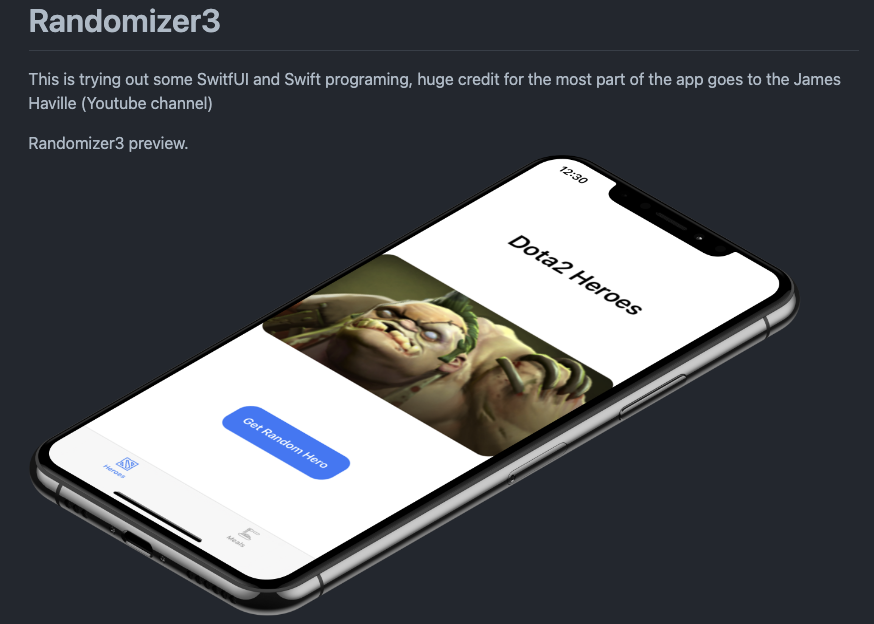 Randomizer3
This is trying out some SwitfUI and Swift programing, huge credit for the most part of the app goes to the James
Haville (Youtube channel)
Randomizer3 preview.
12:30
Dota2 Heroes
Get Random Hero
Heroes
Meals